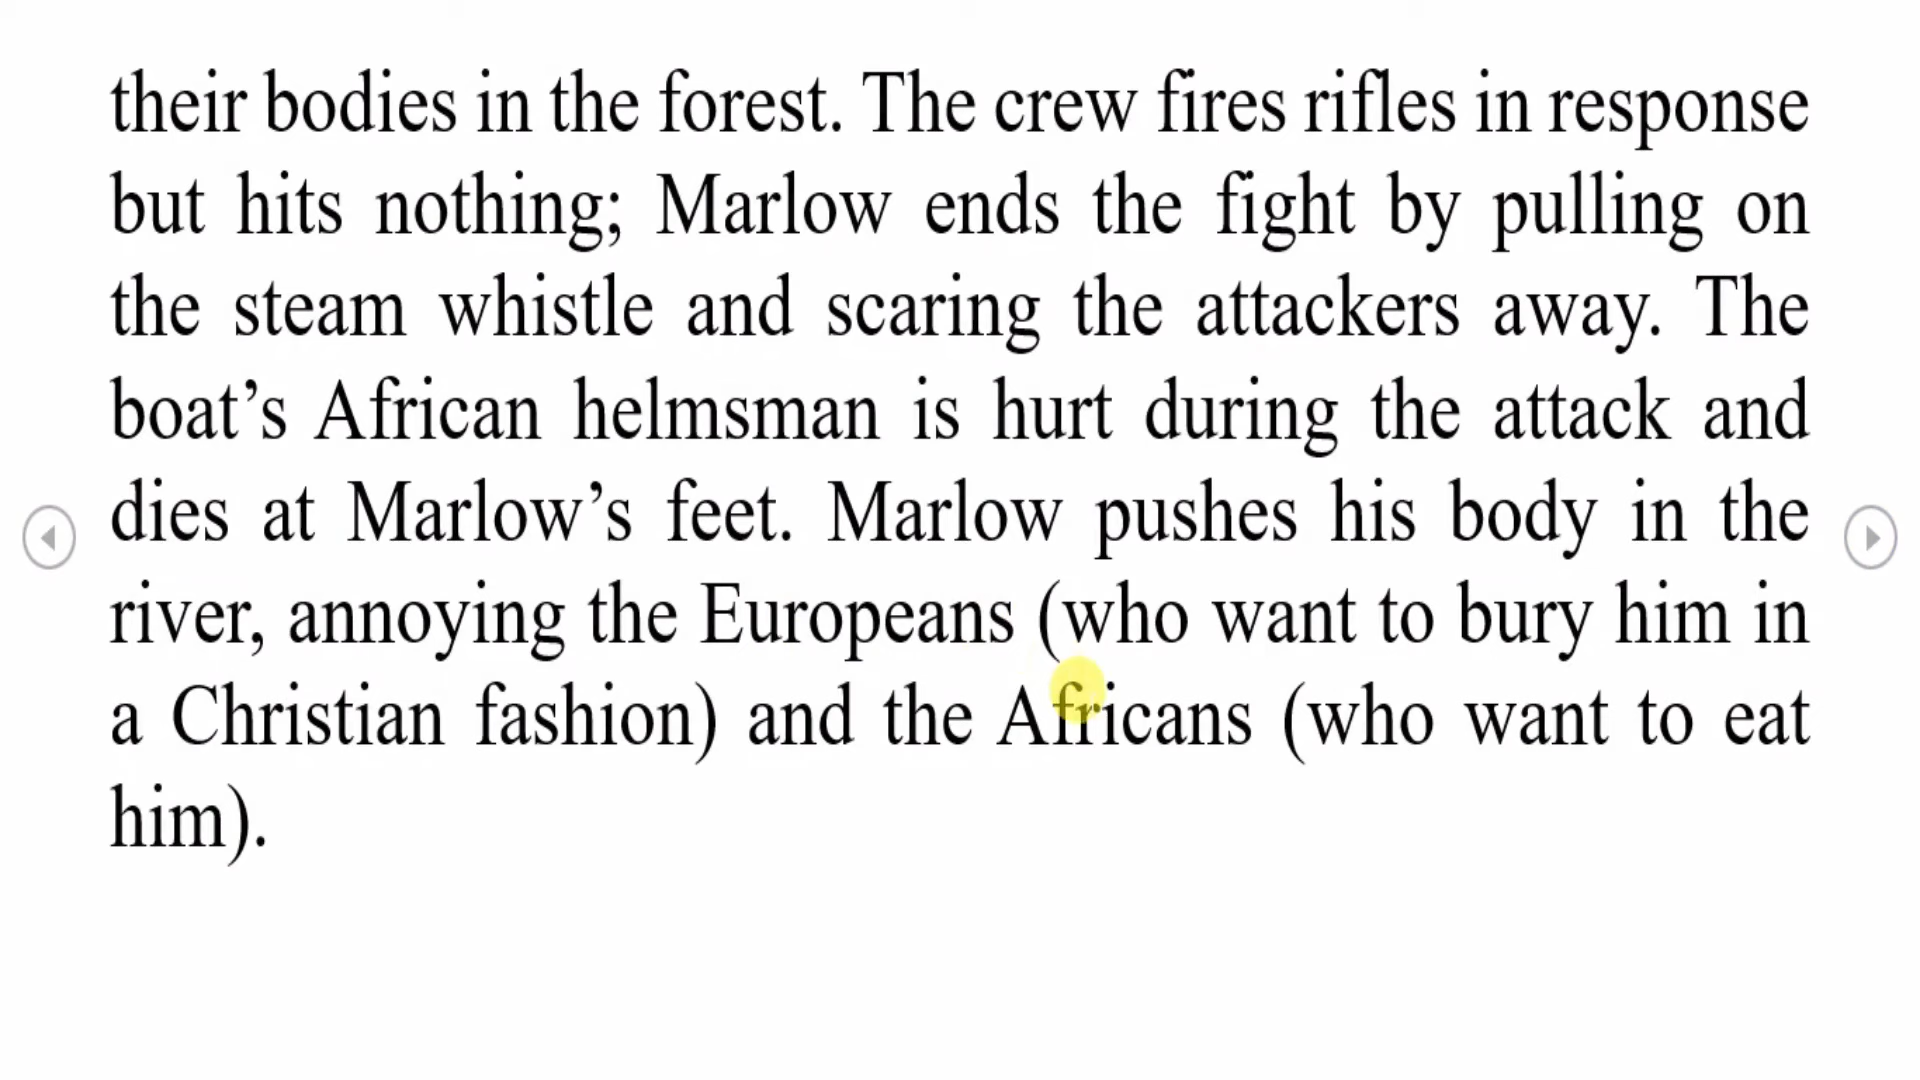 their bodies in the forest. The crew fires rifles in response
but hits nothing; Marlow ends the fight by pulling on
the steam whistle and scaring the attackers away. The
boat’s African helmsman is hurt during the attack and
dies at Marlow’s feet. Marlow pushes his body in the
river, annoying the Europeans (who want to bury him in
a Christian fashion) and the Africans (who want to eat
him).